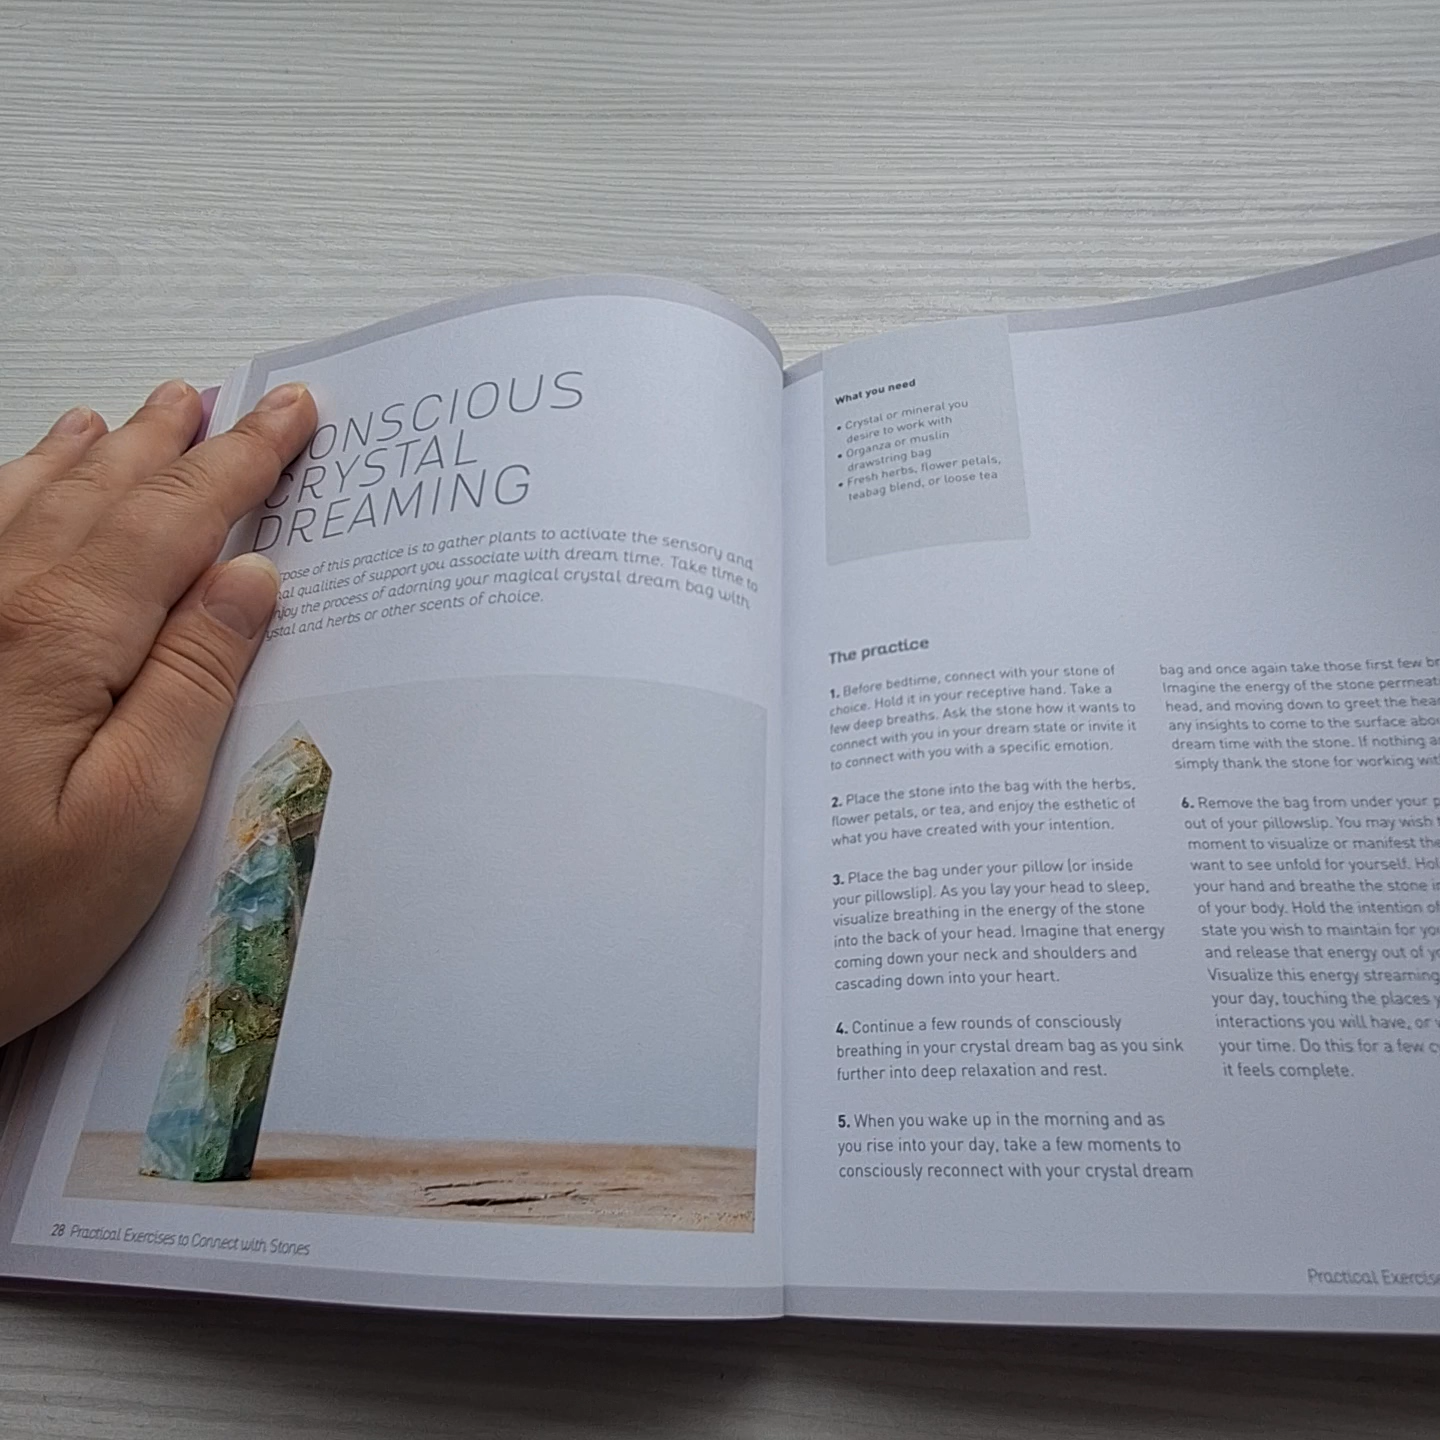 ONSCIOUS
CRYSTAL
DREAMING
pose of this practice is to gather plants to activate the sensory and
al qualities of support you associate with dream time. Take time to
njoy the process of adorning your magical crystal dream bag with
ystal and herbs or other scents of choice.
28 Practical Exercises to Connect with Stones
What you need
• Crystal or mineral you
desire to work with
• Organza or muslin
drawstring bag
• Fresh herbs, flower petals,
teabag blend, or loose tea
The practice
1. Before bedtime, connect with your stone of
choice. Hold it in your receptive hand. Take a
few deep breaths. Ask the stone how it wants to
connect with you in your dream state or invite it
to connect with you with a specific emotion.
2. Place the stone into the bag with the herbs,
flower petals, or tea, and enjoy the esthetic of
what you have created with your intention.
3. Place the bag under your pillow (or inside
your pillowslip). As you lay your head to sleep,
visualize breathing in the energy of the stone
into the back of your head. Imagine that energy
coming down your neck and shoulders and
cascading down into your heart.
4. Continue a few rounds of consciously
breathing in your crystal dream bag as you sink
further into deep relaxation and rest.
5. When you wake up in the morning and as
you rise into your day, take a few moments to
consciously reconnect with your crystal dream
bag and once again take those first few br
Imagine the energy of the stone permeati
head, and moving down to greet the hear
any insights to come to the surface abou
dream time with the stone. If nothing a
simply thank the stone for working wit
6. Remove the bag from under your p
out of your pillowslip. You may wish t
moment to visualize or manifest the
want to see unfold for yourself. Hol
your hand and breathe the stone in
of your body. Hold the intention of
state you wish to maintain for you
and release that energy out of yo
Visualize this energy streaming
your day, touching the places y
interactions you will have, or
your time. Do this for a few c
it feels complete.
Practical Exercise